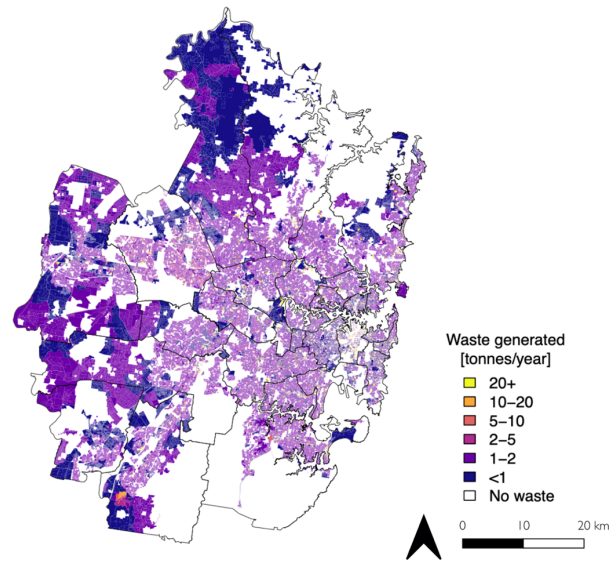 Waste generated
[tonnes/year]
20+
10–20
5–10
2–5
1–2
<1
No waste
0 10 20 km